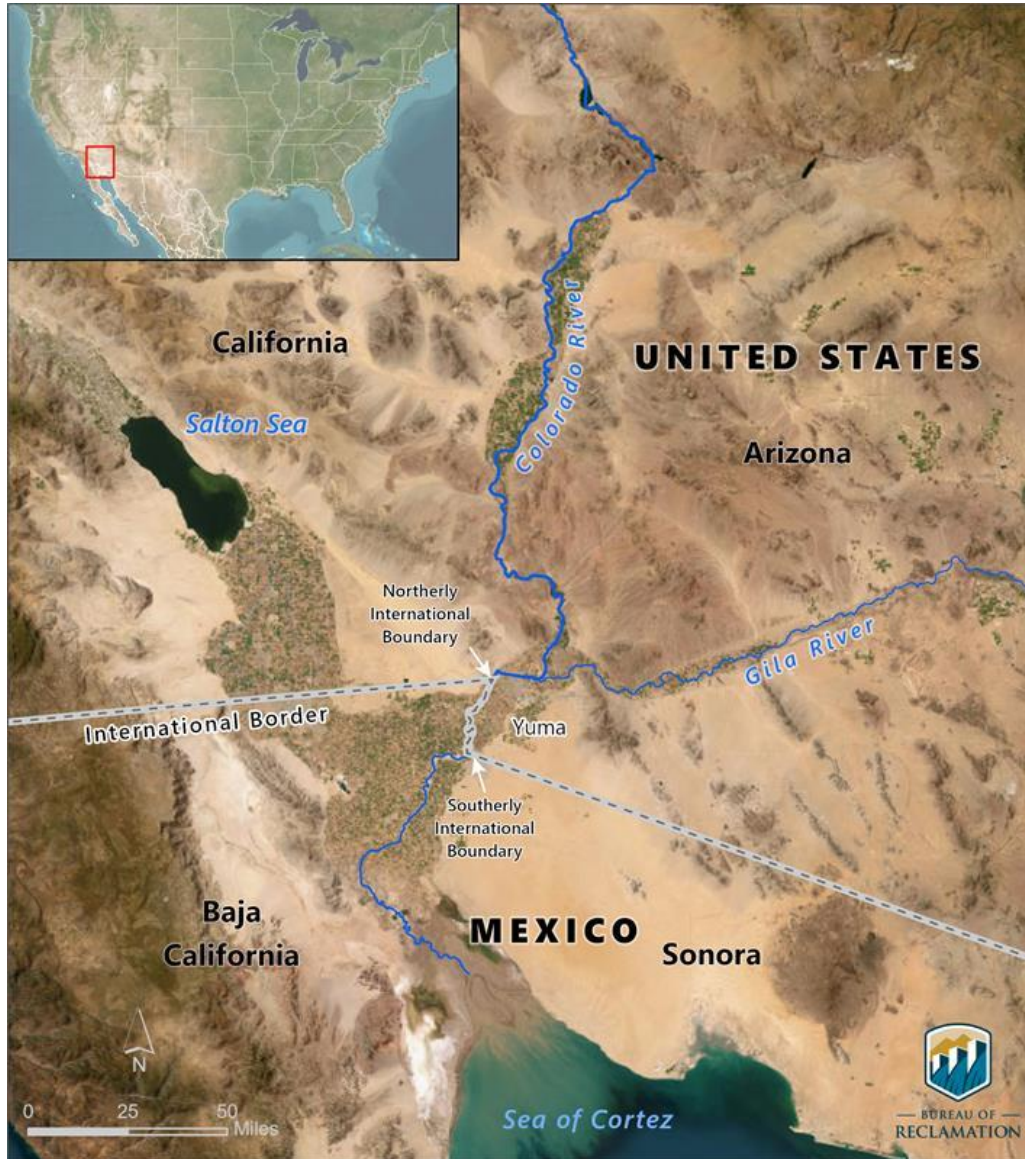 California
Salton Sea
Colorado River
UNITED STATES
Arizona
Northerly
International
Boundary
Gila River
International Border
Yuma
Southerly
International
Boundary
Baja
California
MEXICO
Sonora
N
0 25 50
Miles
Sea of Cortez
BUREAU OF
RECLAMATION